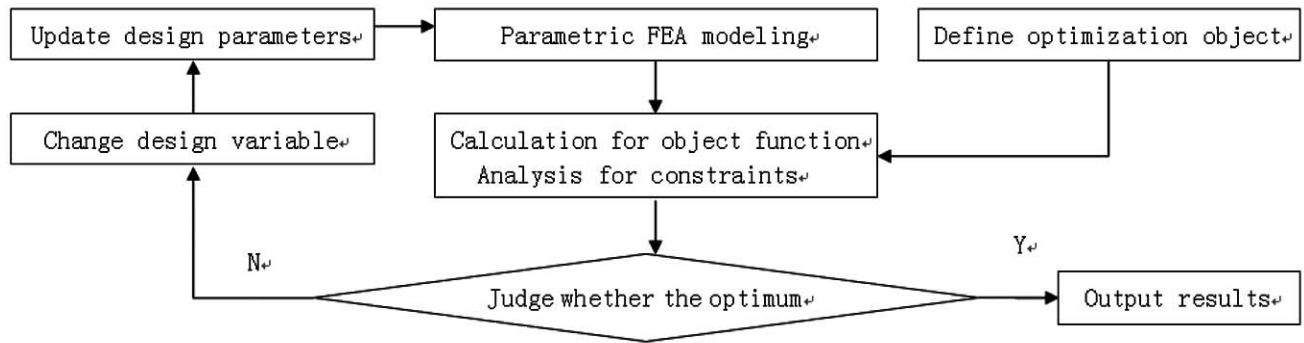 Update design parameters↵
Parametric FEA modeling↵
Define optimization object↵
Change design variable↵
Calculation for object function↵
Analysis for constraints↵
N↵
Y↵
Judge whether the optimum↵
Output results↵